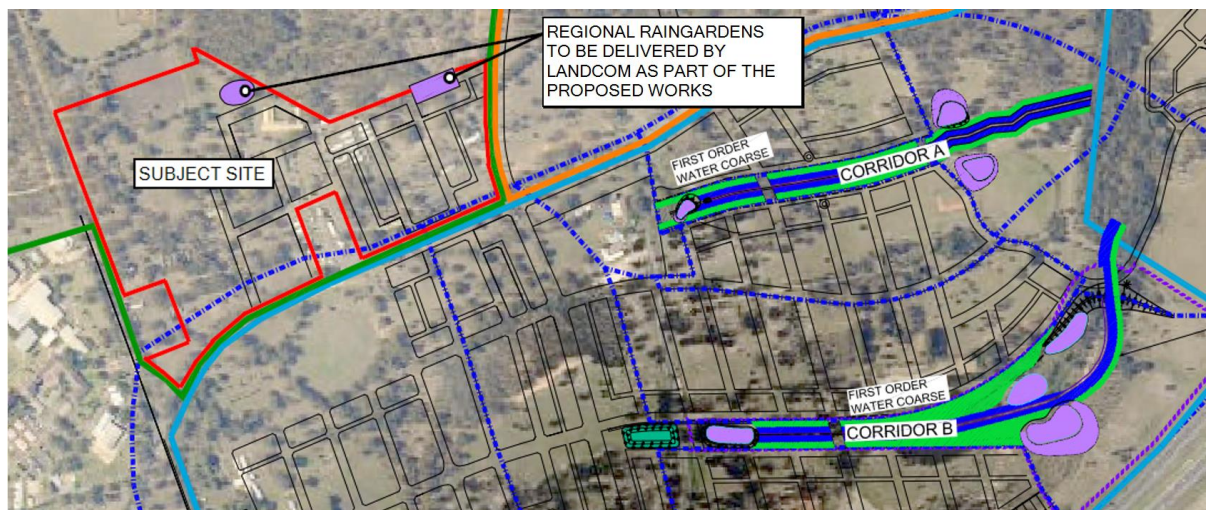 REGIONAL RAINGARDENS
TO BE DELIVERED BY
LANDCOM AS PART OF THE
PROPOSED WORKS
SUBJECT SITE
FIRST ORDER
WATER COARSE
CORRIDOR A
FIRST ORDER
WATER COARSE
CORRIDOR B